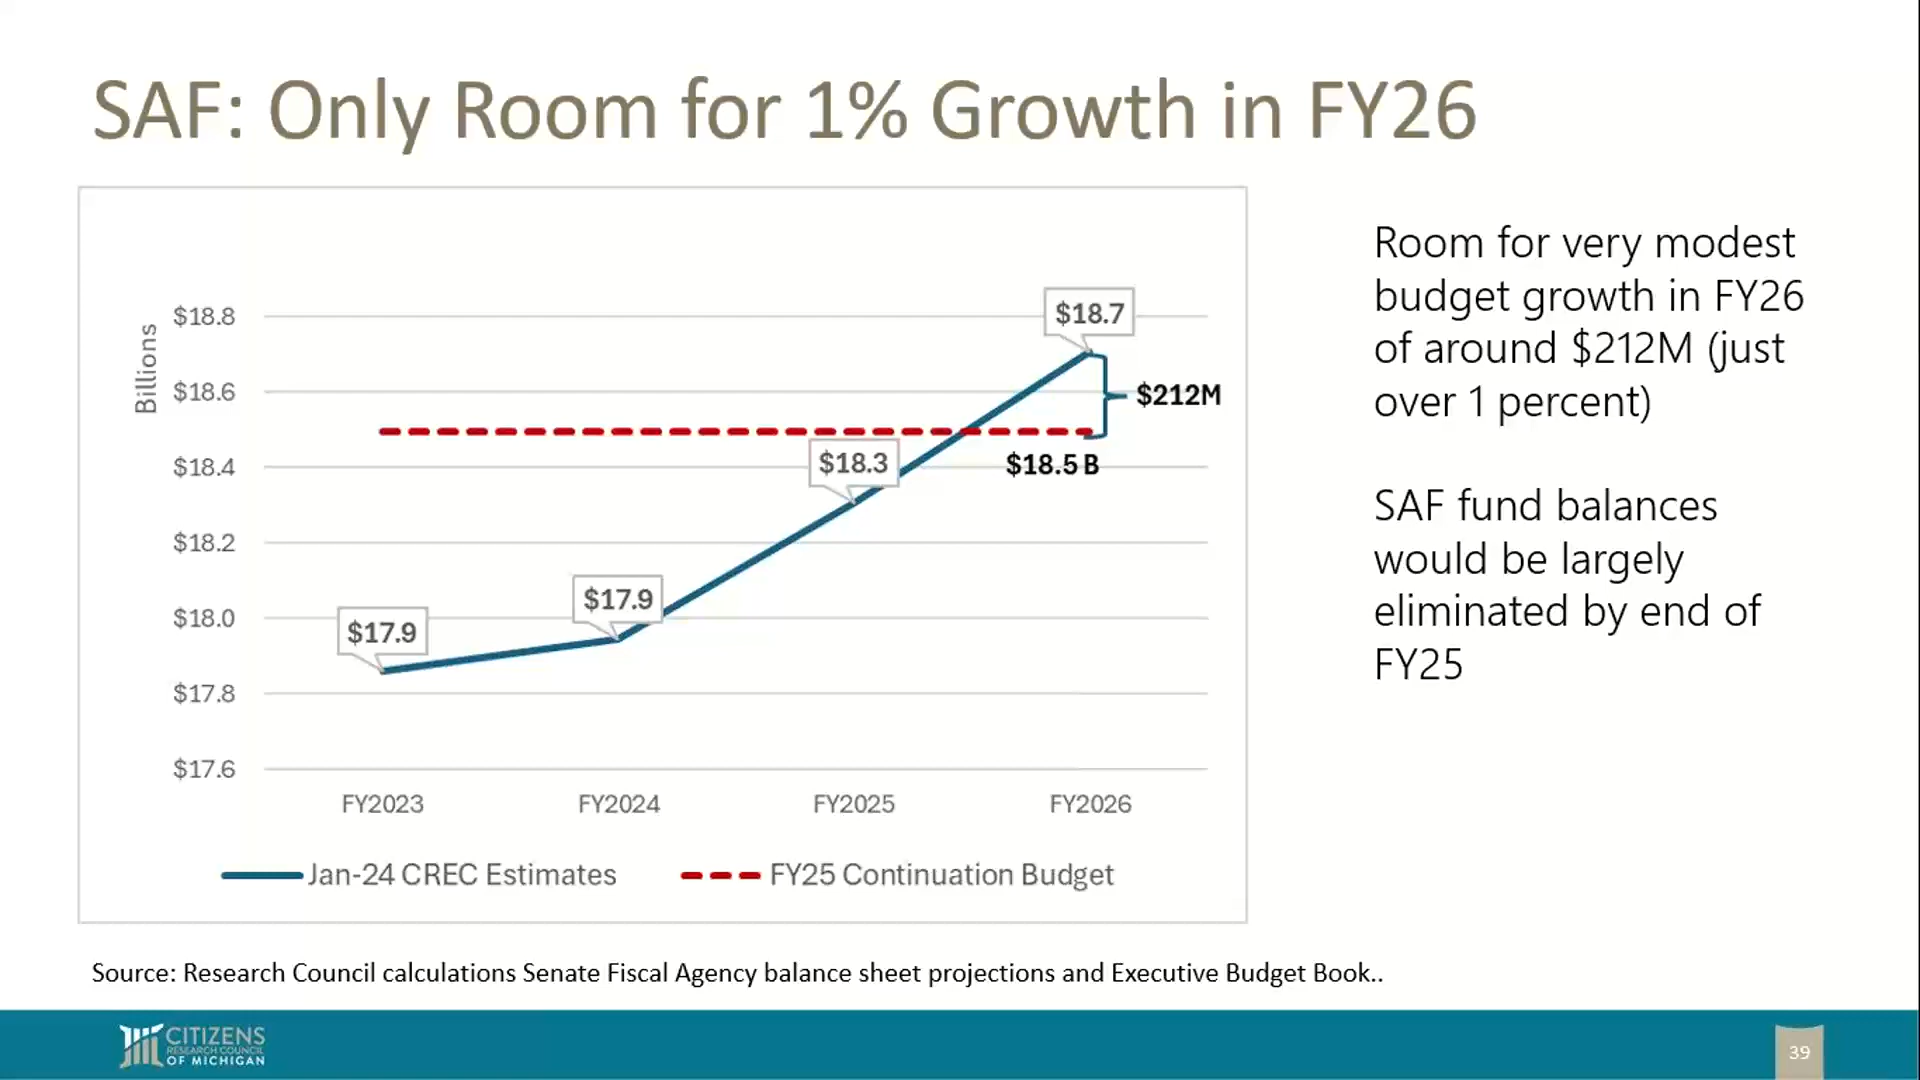 SAF: Only Room for 1% Growth in FY26
Billions
$18.8
$18.6
$18.4
$18.2
$18.0
$17.8
$17.6
$17.9
$17.9
$18.3
$18.7
$212M
$18.5 B
FY2023
FY2024
FY2025
FY2026
Jan-24 CREC Estimates
FY25 Continuation Budget
Room for very modest
budget growth in FY26
of around $212M (just
over 1 percent)
SAF fund balances
would be largely
eliminated by end of
FY25
Source: Research Council calculations Senate Fiscal Agency balance sheet projections and Executive Budget Book..
CITIZENS
RESEARCH COUNCIL
OF MICHIGAN
39